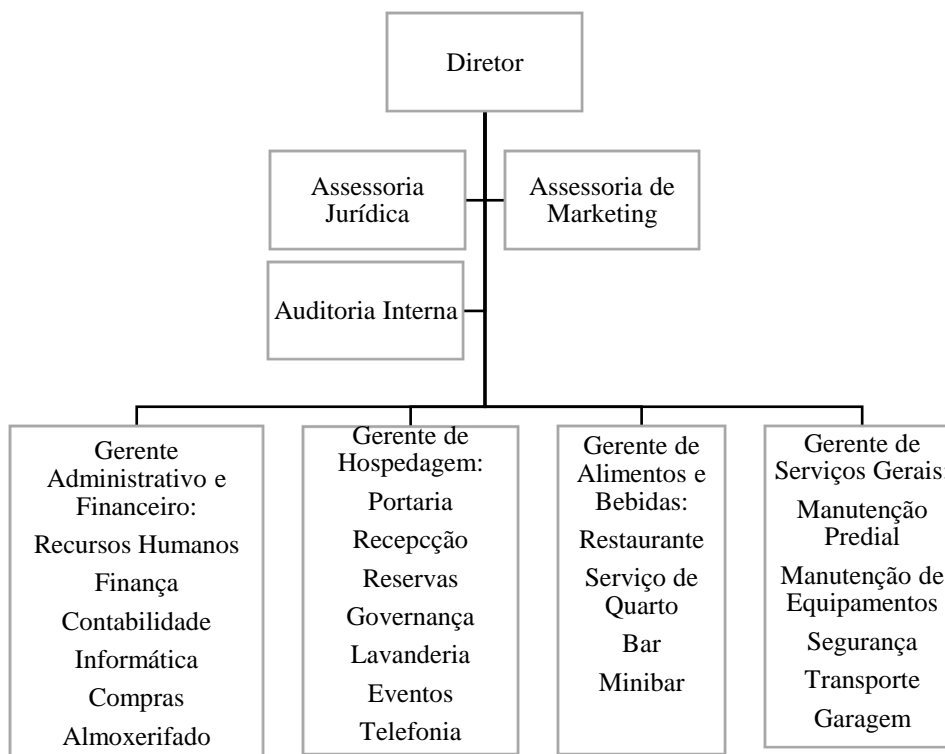 Diretor
Assessoria
Jurídica
Assessoria de
Marketing
Auditoria Interna
Gerente
Administrativo e
Financeiro:
Recursos Humanos
Finança
Contabilidade
Informática
Compras
Almoxerifado
Gerente de
Hospedagem:
Portaria
Recepcção
Reservas
Governança
Lavanderia
Eventos
Telefonia
Gerente de
Alimentos e
Bebidas:
Restaurante
Serviço de
Quarto
Bar
Minibar
Gerente de
Serviços Gerais:
Manutenção
Predial
Manutenção de
Equipamentos
Segurança
Transporte
Garagem